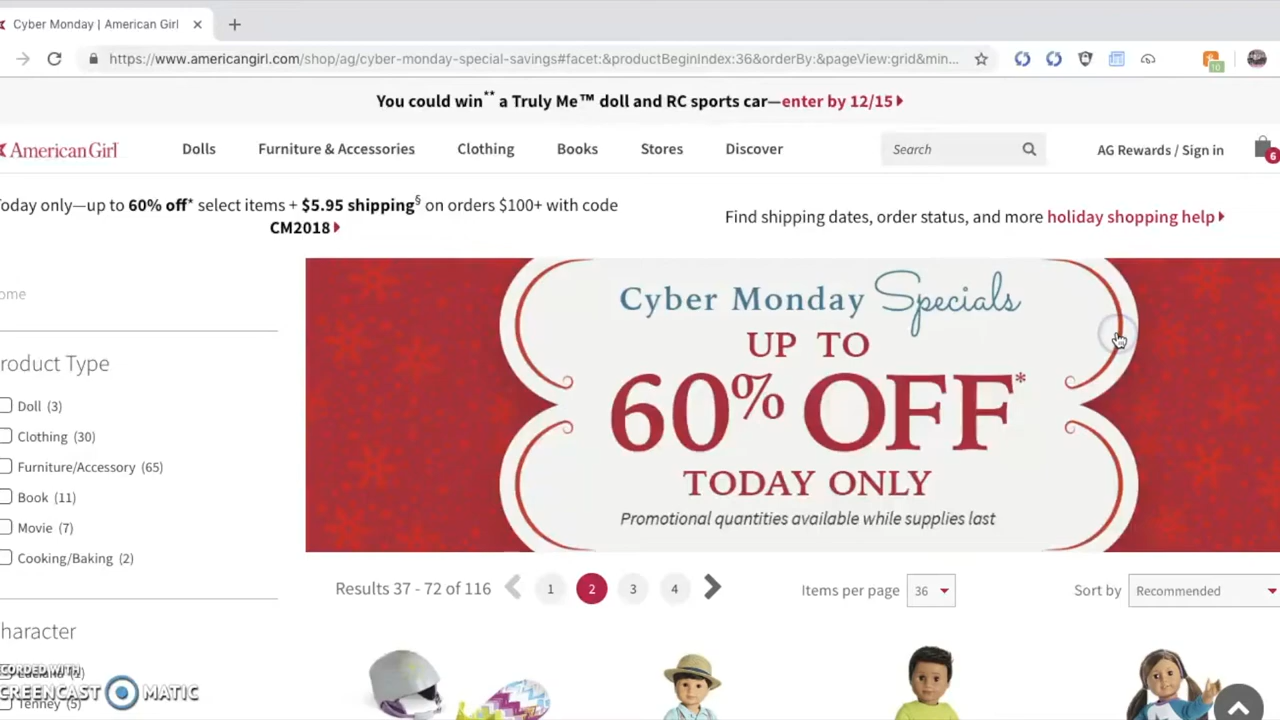 Cyber Monday | American Girl
https://www.americangirl.com/shop/ag/cyber-monday-special-savings#facet:&productBeginIndex:36&orderBy:&pageView:grid&min...
10
You could win** a Truly Me™ doll and RC sports car—enter by 12/15
American Girl
Dolls
Furniture & Accessories
Clothing
Books
Stores
Discover
Search
AG Rewards / Sign in
6
oday only—up to 60% off* select items + $5.95 shipping§ on orders $100+ with code
CM2018
Find shipping dates, order status, and more holiday shopping help
ome
Cyber Monday Specials
UP TO
60% OFF*
TODAY ONLY
Promotional quantities available while supplies last
roduct Type
Doll (3)
Clothing (30)
Furniture/Accessory (65)
Book (11)
Movie (7)
Cooking/Baking (2)
Results 37 - 72 of 116
1
2
3
4
Items per page
36
Sort by
Recommended
haracter
CORDED WITH
SCREENCAST MATIC
Tenney (5)